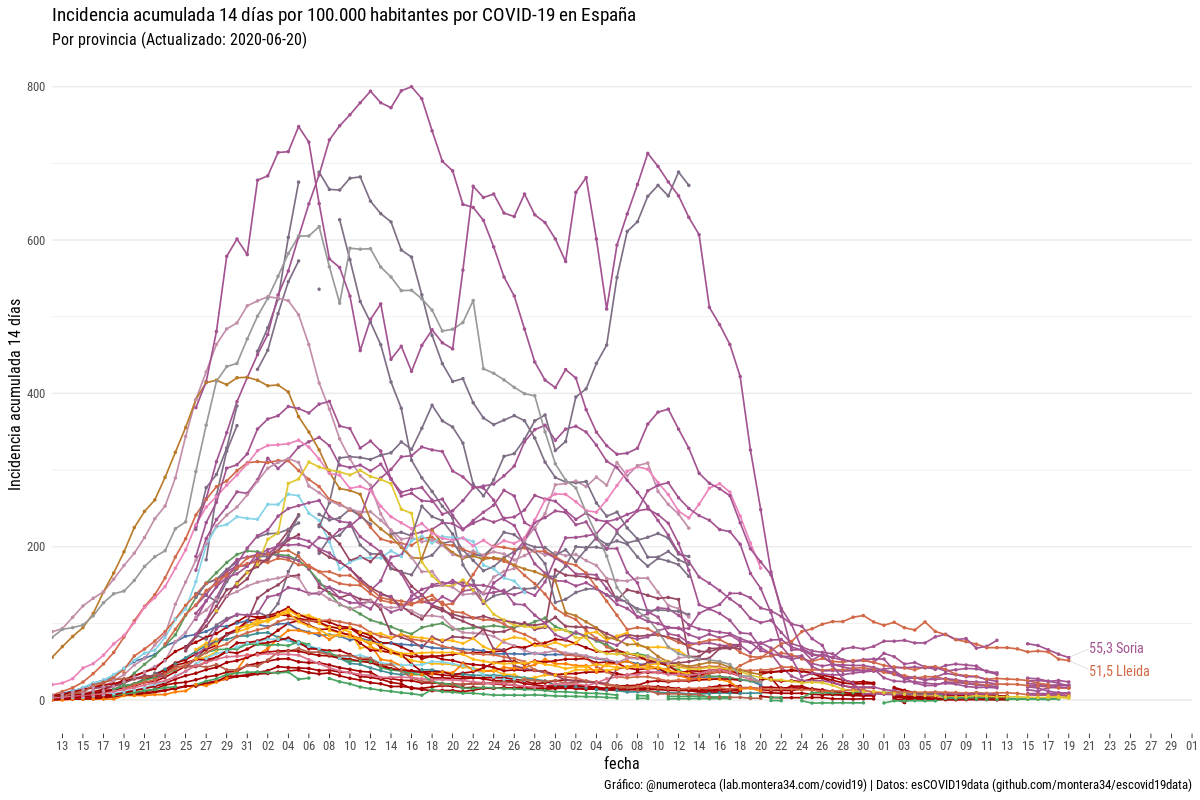 Incidencia acumulada 14 días por 100.000 habitantes por COVID-19 en España
Por provincia (Actualizado: 2020-06-20)
Incidencia acumulada 14 días
800
600
400
200
0
55,3 Soria
51,5 Lleida
13 15 17 19 21 23 25 27 29 31 02 04 06 08 10 12 14 16 18 20 22 24 26 28 30 02 04 06 08 10 12 14 16 18 20 22 24 26 28 30 01 03 05 07 09 11 13 15 17 19 21 23 25 27 29 01
fecha
Gráfico: @numeroteca (lab.montera34.com/covid19) | Datos: esCOVID19data (github.com/montera34/escovid19data)